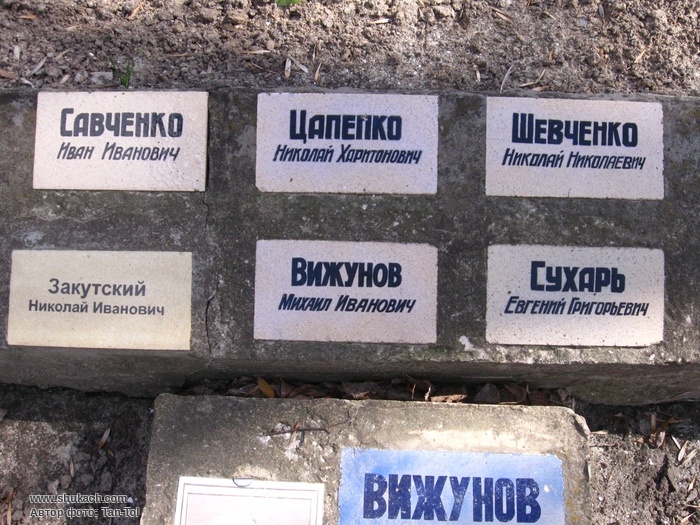 САВЧЕНКО
ИВАН ИВАНОВИЧ
ЦАПЕПКО
НИКОЛАЙ ХАРИТОНОВИЧ
ШЕВЧЕНКО
НИКОЛАЙ НИКОЛАЕВИЧ
Закутский
Николай Иванович
ВИЖУНОВ
МИХАИЛ ИВАНОВИЧ
СУХАРЬ
ЕВГЕНИЙ ГРИГОРЬЕВИЧ
ВИЖУНОВ
www.shukach.com
Автор фото: Tan-Tol